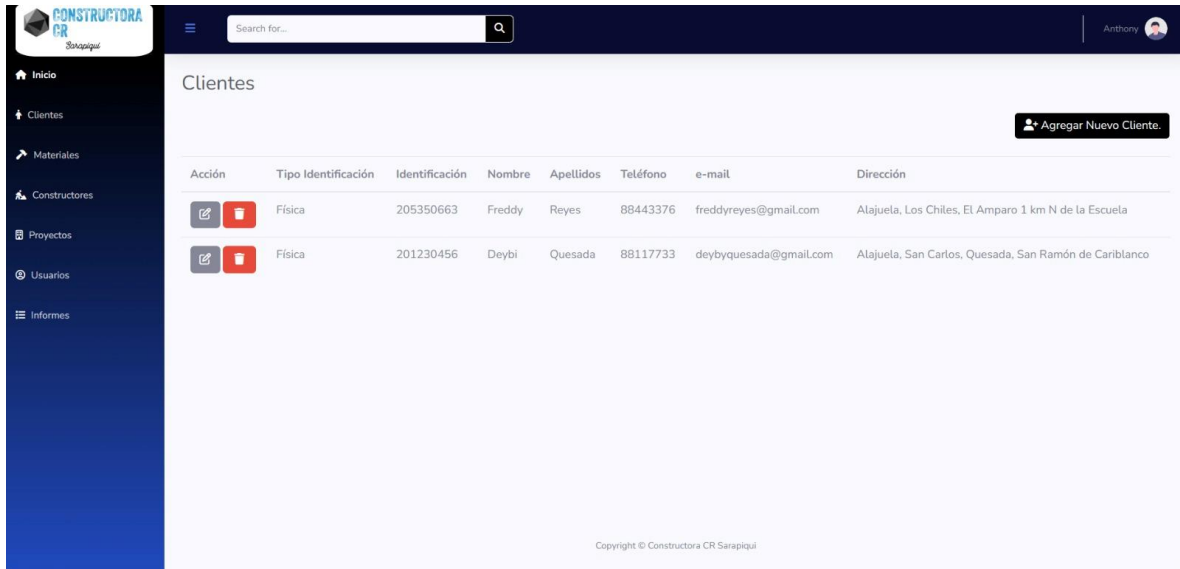 CONSTRUCTORA
CR
Sarapiqui
Search for...
Anthony
Inicio
Clientes
Materiales
Constructores
Proyectos
Usuarios
Informes
Clientes
Agregar Nuevo Cliente.
Acción Tipo Identificación Identificación Nombre Apellidos Teléfono e-mail Dirección
Física 205350663 Freddy Reyes 88443376 freddyreyes@gmail.com Alajuela, Los Chiles, El Amparo 1 km N de la Escuela
Física 201230456 Deybi Quesada 88117733 deybyquesada@gmail.com Alajuela, San Carlos, Quesada, San Ramón de Cariblanco
Copyright © Constructora CR Sarapiqui